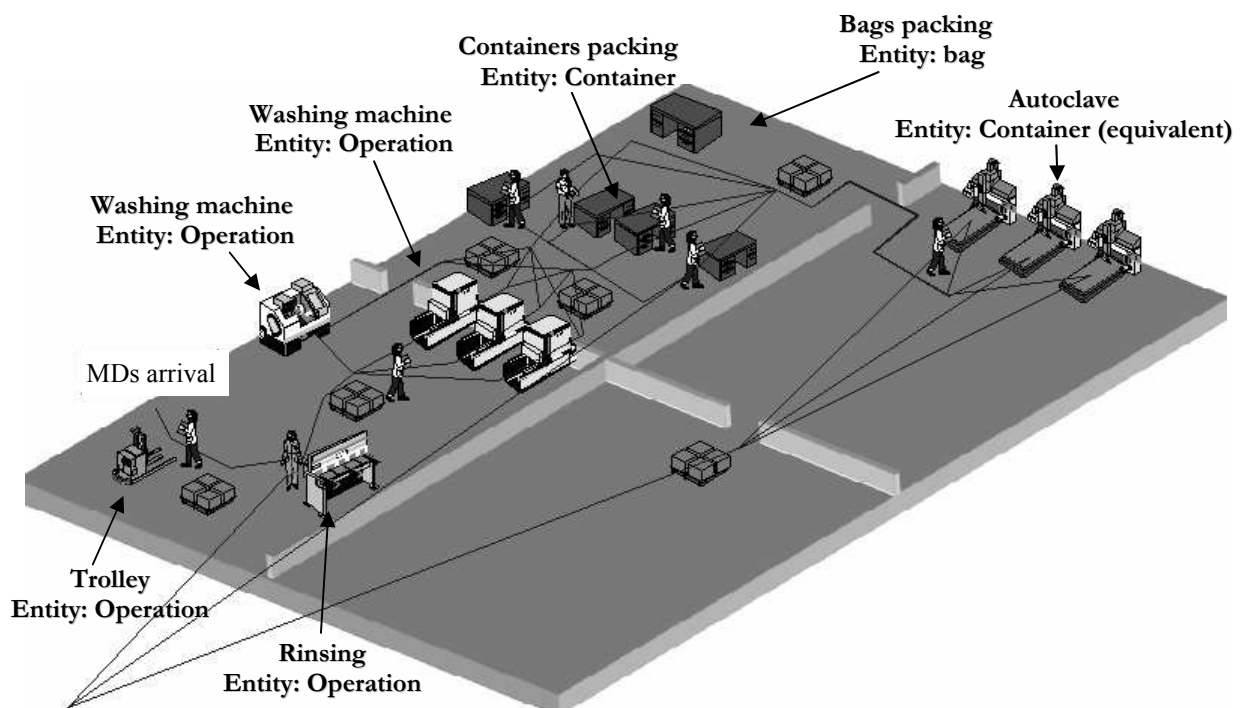 Bags packing
Entity: bag
Containers packing
Entity: Container
Autoclave
Entity: Container (equivalent)
Washing machine
Entity: Operation
Washing machine
Entity: Operation
MDs arrival
Trolley
Entity: Operation
Rinsing
Entity: Operation